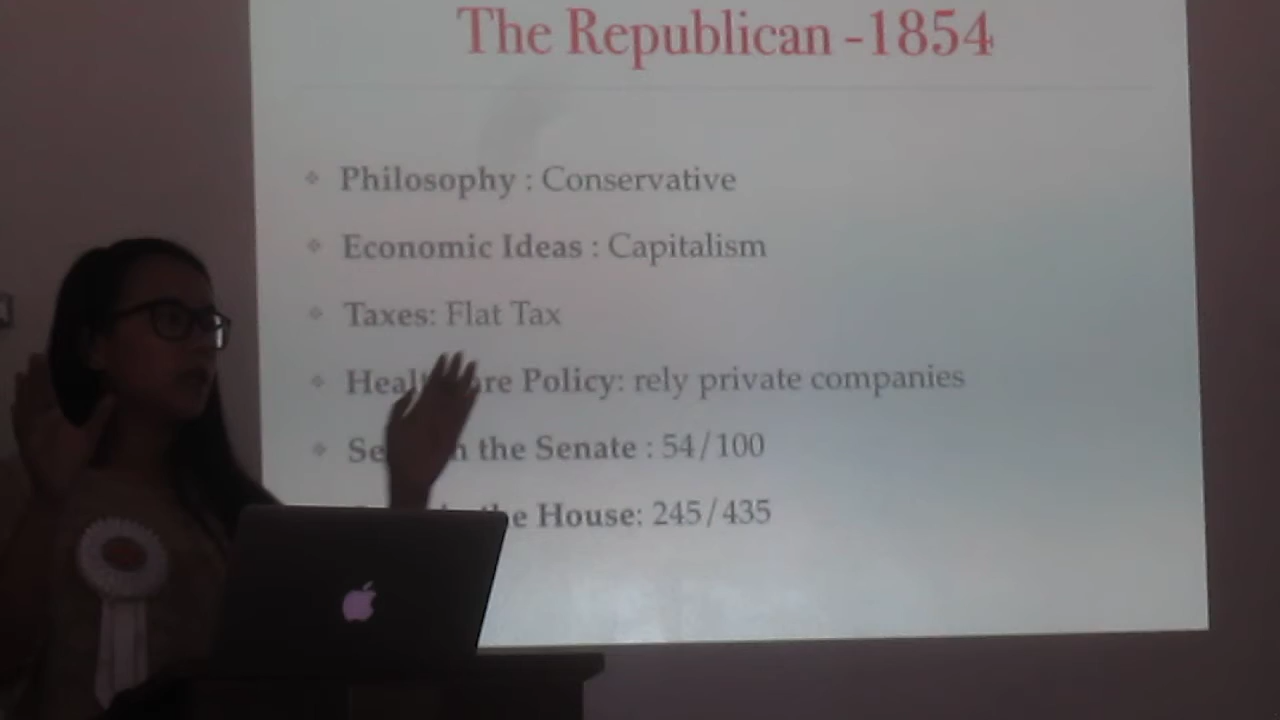 The Republican -1854
Philosophy : Conservative
Economic Ideas : Capitalism
Taxes: Flat Tax
Policy: rely private companies
the Senate : 54/100
House: 245/435